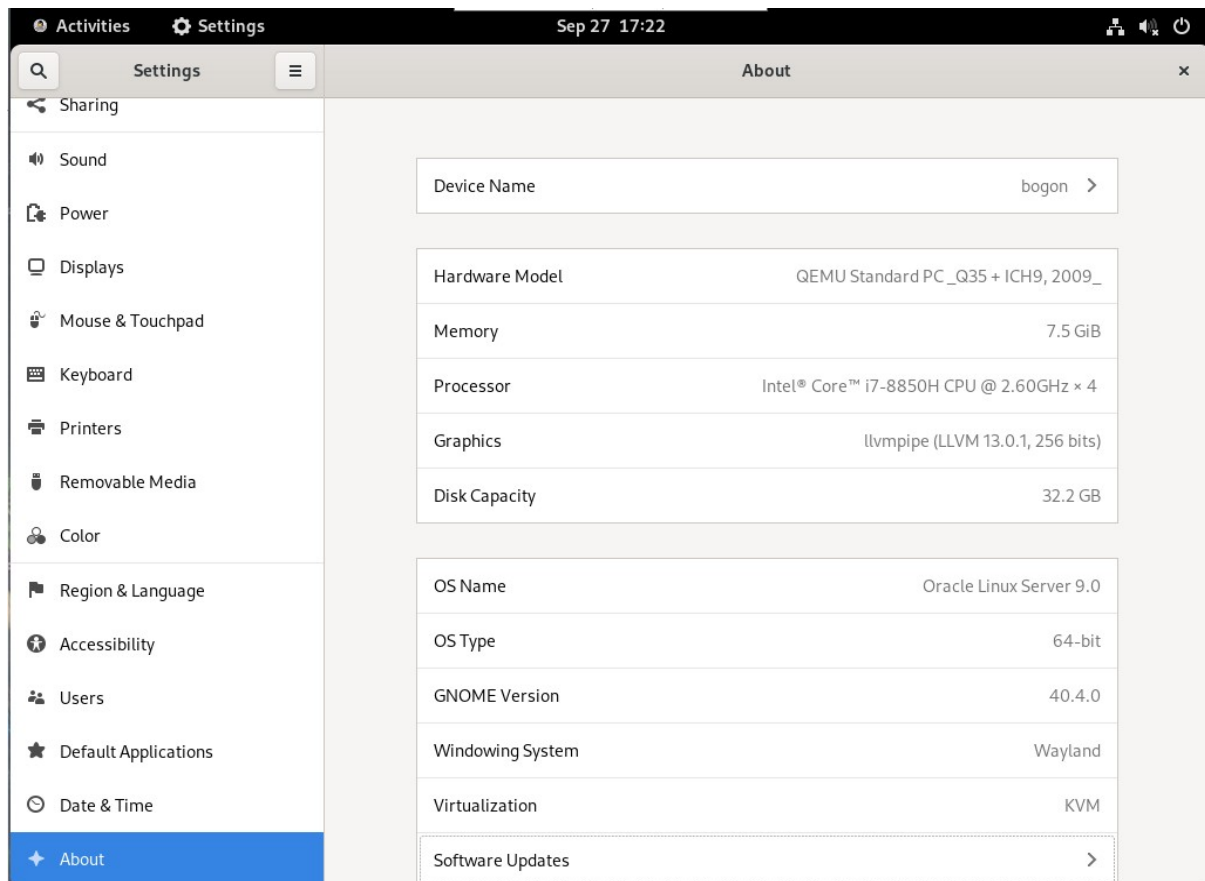 Activities Settings Sep 27 17:22
Settings About
Sharing
Sound
Power
Displays
Mouse & Touchpad
Keyboard
Printers
Removable Media
Color
Region & Language
Accessibility
Users
Default Applications
Date & Time
About
Device Name bogon
Hardware Model QEMU Standard PC _Q35 + ICH9, 2009_
Memory 7.5 GiB
Processor Intel® Core™ i7-8850H CPU @ 2.60GHz × 4
Graphics llvmpipe (LLVM 13.0.1, 256 bits)
Disk Capacity 32.2 GB
OS Name Oracle Linux Server 9.0
OS Type 64-bit
GNOME Version 40.4.0
Windowing System Wayland
Virtualization KVM
Software Updates